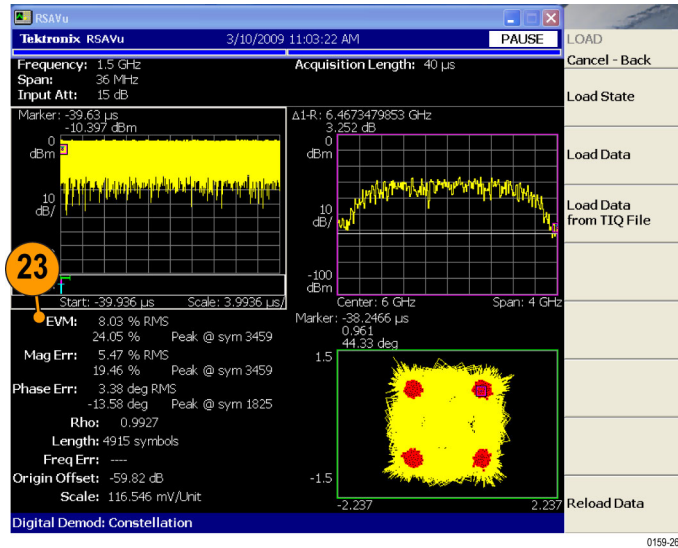 RSAVu
Tektronix RSAVu 3/10/2009 11:03:22 AM PAUSE
Frequency: 1.5 GHz Acquisition Length: 40 µs
Span: 36 MHz
Input Att: 15 dB
Marker: -39.63 µs
-10.397 dBm
0
dBm
10
dB/
Start: -39.936 µs Scale: 3.9936 µs/
Δ1-R: 6.4673479853 GHz
3.252 dB
0
dBm
10
dB/
-100
dBm
Center: 6 GHz Span: 4 GHz
23
EVM: 8.03 % RMS
24.05 % Peak @ sym 3459
Mag Err: 5.47 % RMS
19.46 % Peak @ sym 3459
Phase Err: 3.38 deg RMS
-13.58 deg Peak @ sym 1825
Rho: 0.9927
Length: 4915 symbols
Freq Err: ----
Origin Offset: -59.82 dB
Scale: 116.546 mV/Unit
Marker: -38.2466 µs
0.961
44.33 deg
1.5
-1.5
-2.237 2.237
Digital Demod: Constellation
LOAD
Cancel - Back
Load State
Load Data
Load Data
from TIQ File
Reload Data
0159-26